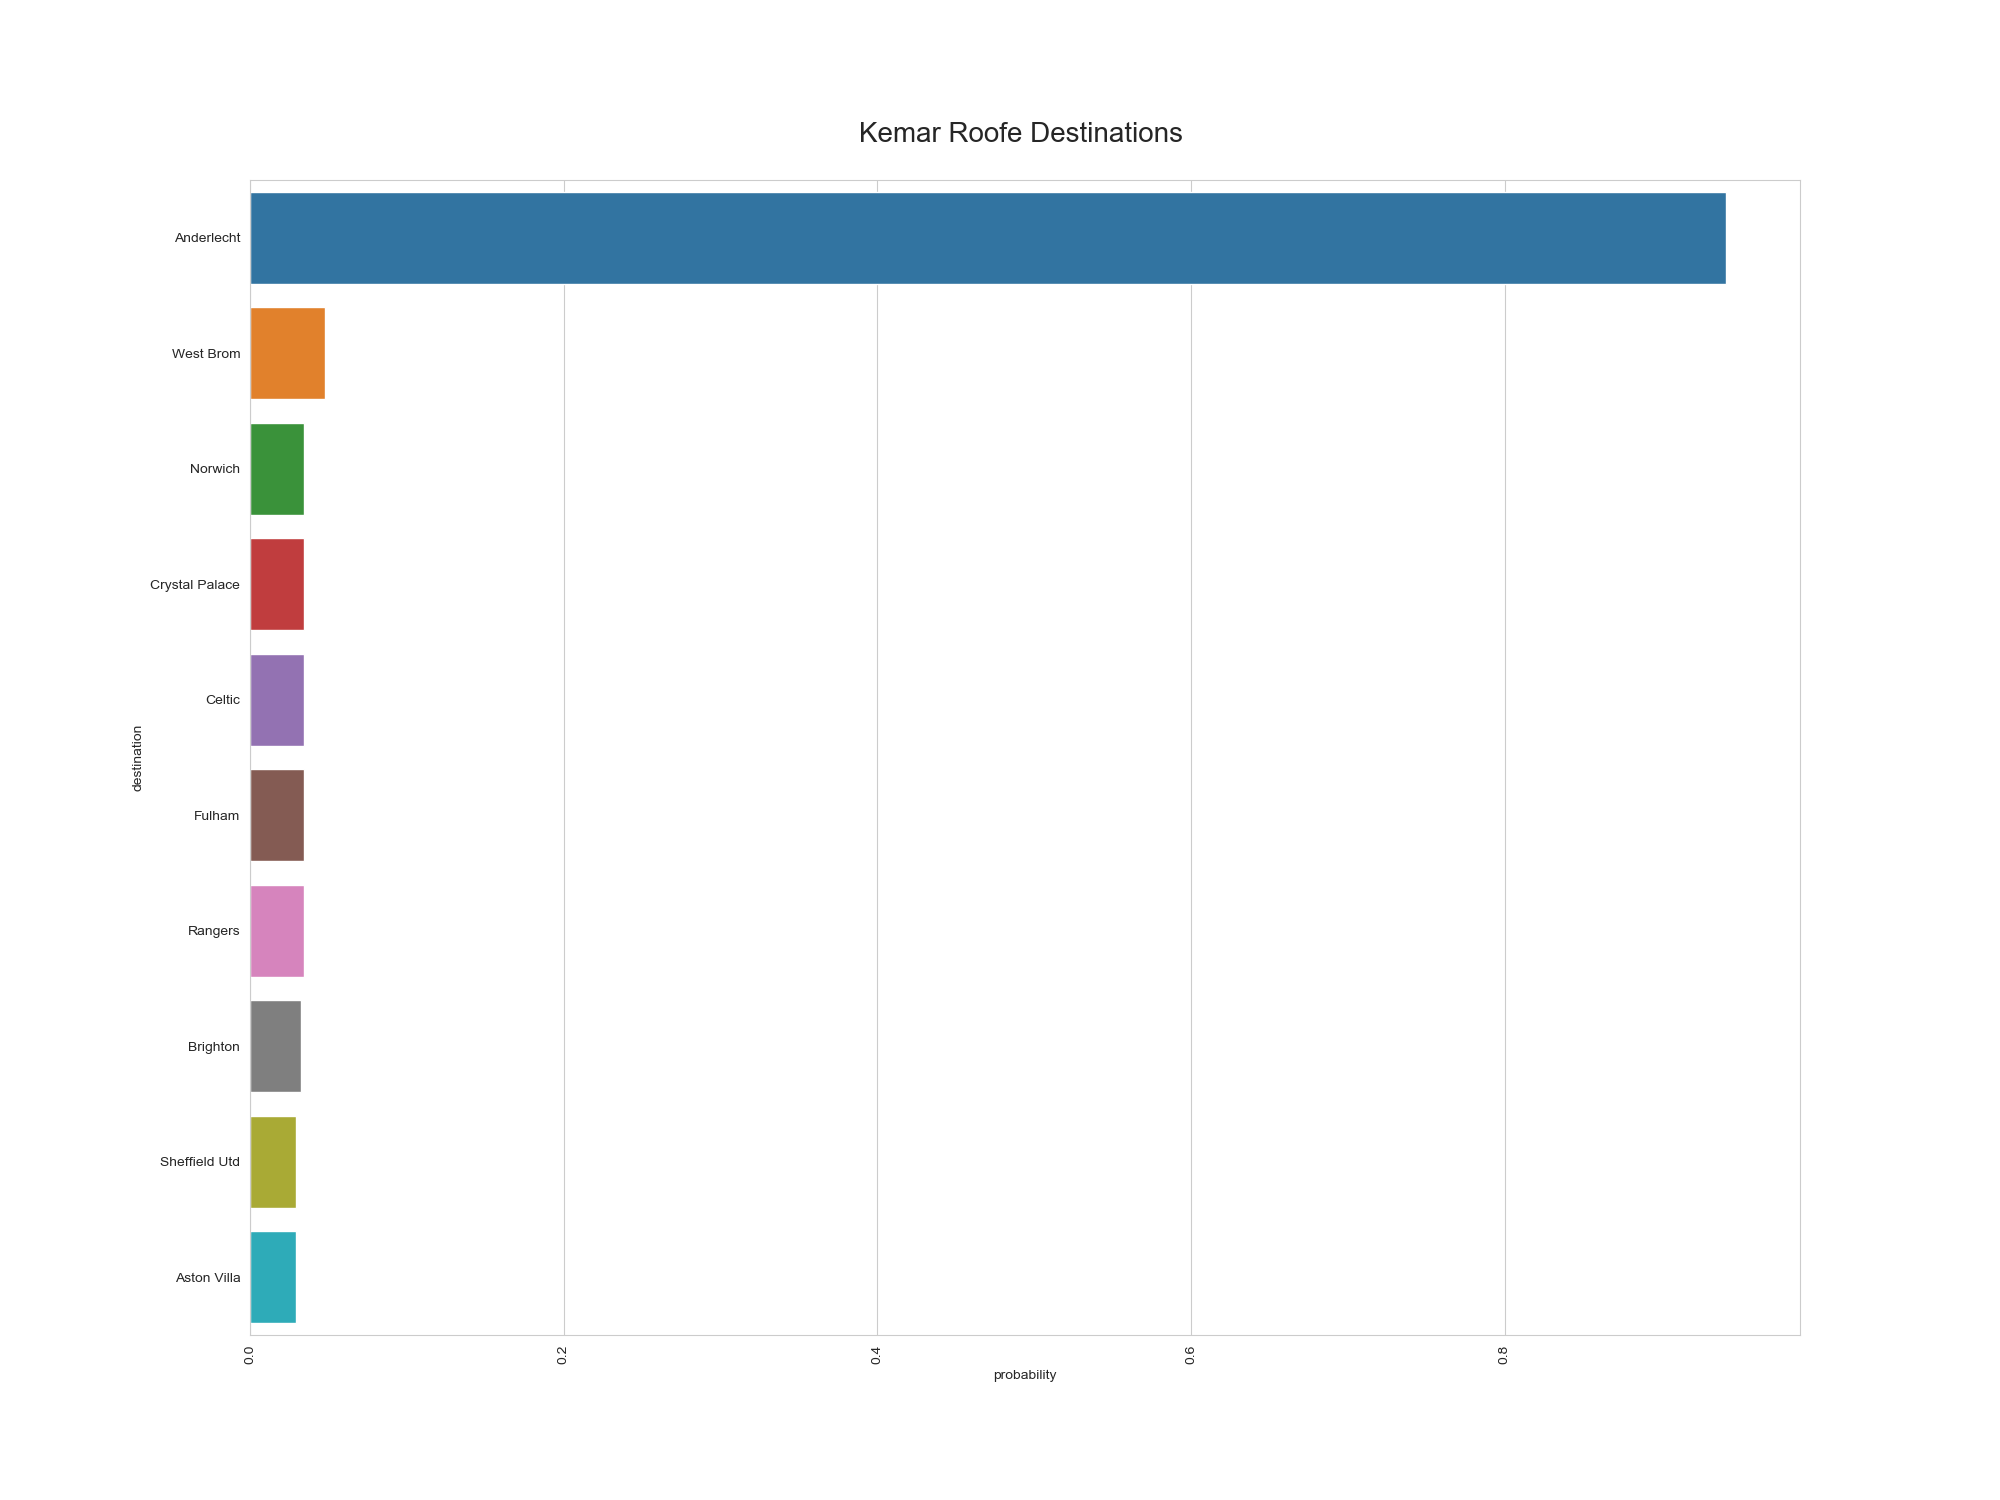 Kemar Roofe Destinations
Anderlecht
West Brom
Norwich
Crystal Palace
Celtic
destination
Fulham
Rangers
Brighton
Sheffield Utd
Aston Villa
0.0
0.2
0.4
0.6
0.8
probability